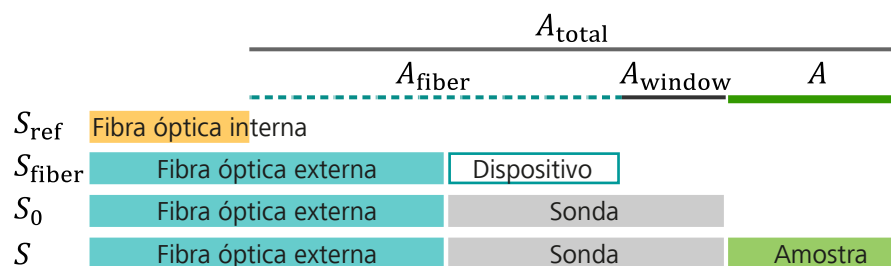 A_total
A_fiber A_window A
S_ref Fibra óptica interna
S_fiber Fibra óptica externa Dispositivo
S_0 Fibra óptica externa Sonda
S Fibra óptica externa Sonda Amostra